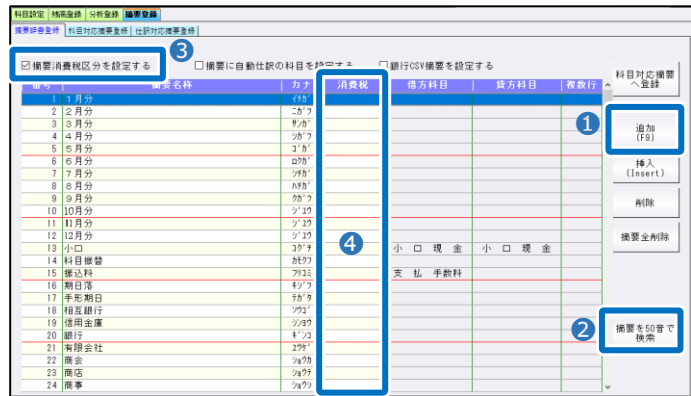 科目設定 残高登録 分析登録 摘要登録
摘要辞書登録 科目対応摘要登録 仕訳対応摘要登録
3
摘要消費税区分を設定する 摘要に自動仕訳の科目を設定する 銀行CSV摘要を設定する
科目対応摘要
へ登録
番号 摘要名称 カナ 消費税 借方科目 貸方科目 複数行
1 1月分 イチガ
2 2月分 ニガツ
3 3月分 サンガ
4 4月分 シガツ
5 5月分 ゴガ
6 6月分 ロクガ
7 7月分 シチガ
8 8月分 ハチガ
9 9月分 クガツ
10 10月分 ジユウ
11 11月分 ジユウ
12 12月分 ジユウ
13 小口 コグチ 小口現金 小口現金
14 科目振替 カモクフ
15 振込料 フリコミ 支払手数料
16 期日落 キジツ
17 手形期日 テガタ
18 相互銀行 ソウゴ
19 信用金庫 シンヨウ
20 銀行 ギンコ
21 有限会社 ユウゲ
22 商会 ショウカ
23 商店 ショウテ
24 商事 ショウジ
1
追加
(F9)
挿入
(Insert)
削除
摘要全削除
4
2
摘要を50音で
検索